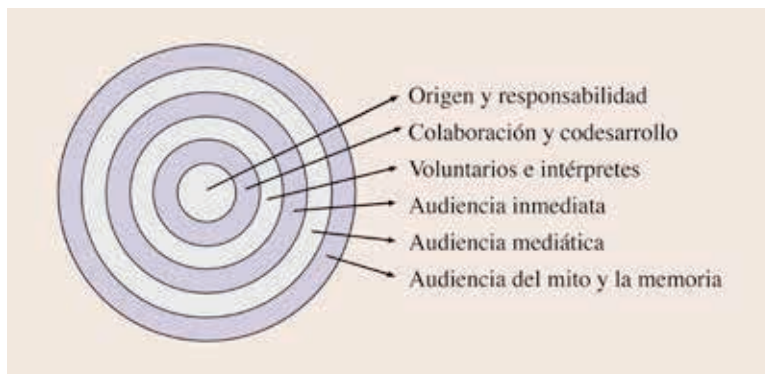 Origen y responsabilidad
Colaboración y codesarrollo
Voluntarios e intérpretes
Audiencia inmediata
Audiencia mediática
Audiencia del mito y la memoria